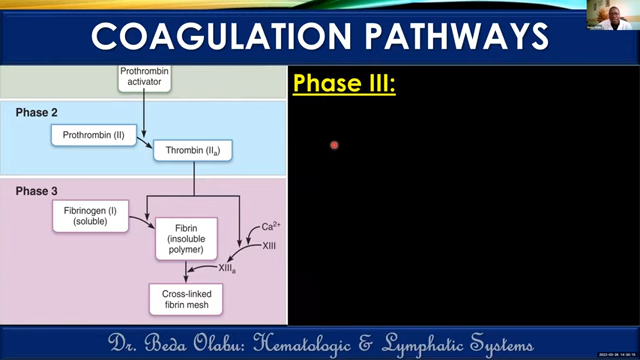 COAGULATION PATHWAYS
Prothrombin
activator
Phase 2
Prothrombin (II)
Thrombin (IIa)
Phase 3
Fibrinogen (I)
(soluble)
Fibrin
(insoluble
polymer)
Ca2+
XIII
XIIIa
Cross-linked
fibrin mesh
Phase III:
Dr. Beda Olabu: Hematologic & Lymphatic Systems